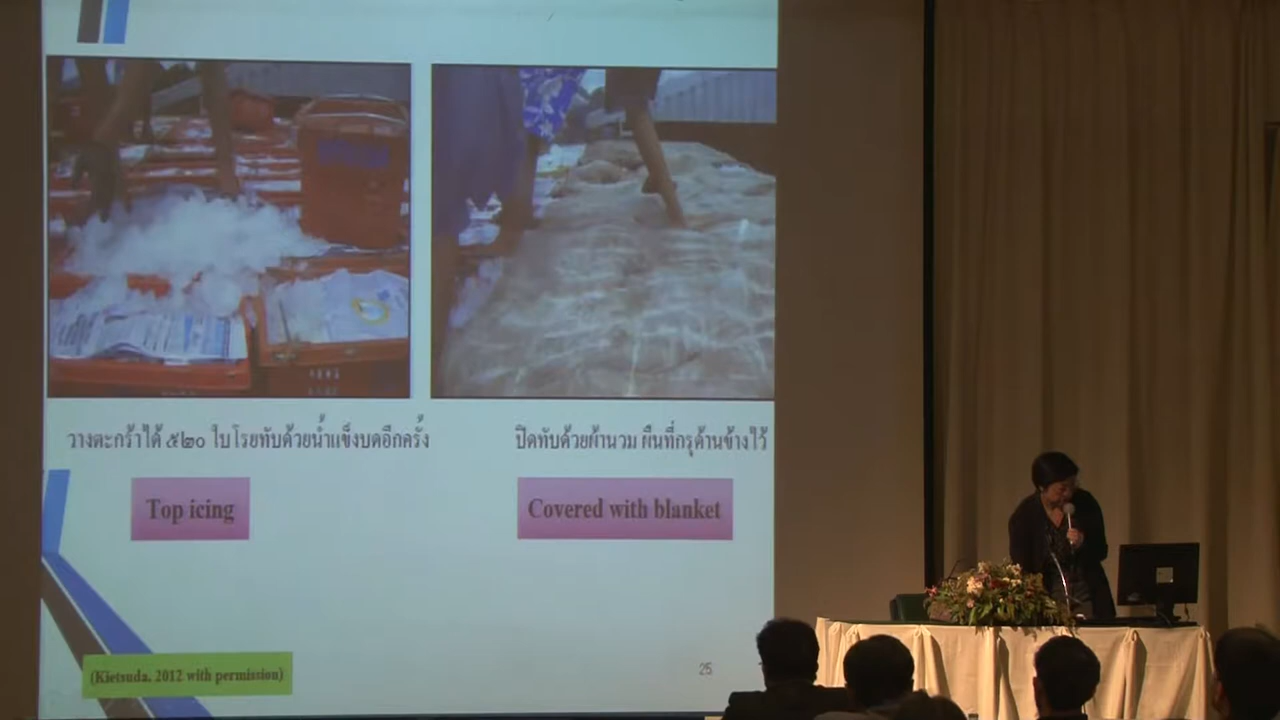 วางตะกร้าได้ ๕๒๐ ใบ โรยทับด้วยน้ำแข็งบดอีกครั้ง
ปิดทับด้วยผ้านวม ผืนที่กรุด้านข้างไว้
Top icing
Covered with blanket
(Kietsuda, 2012 with permission)
25